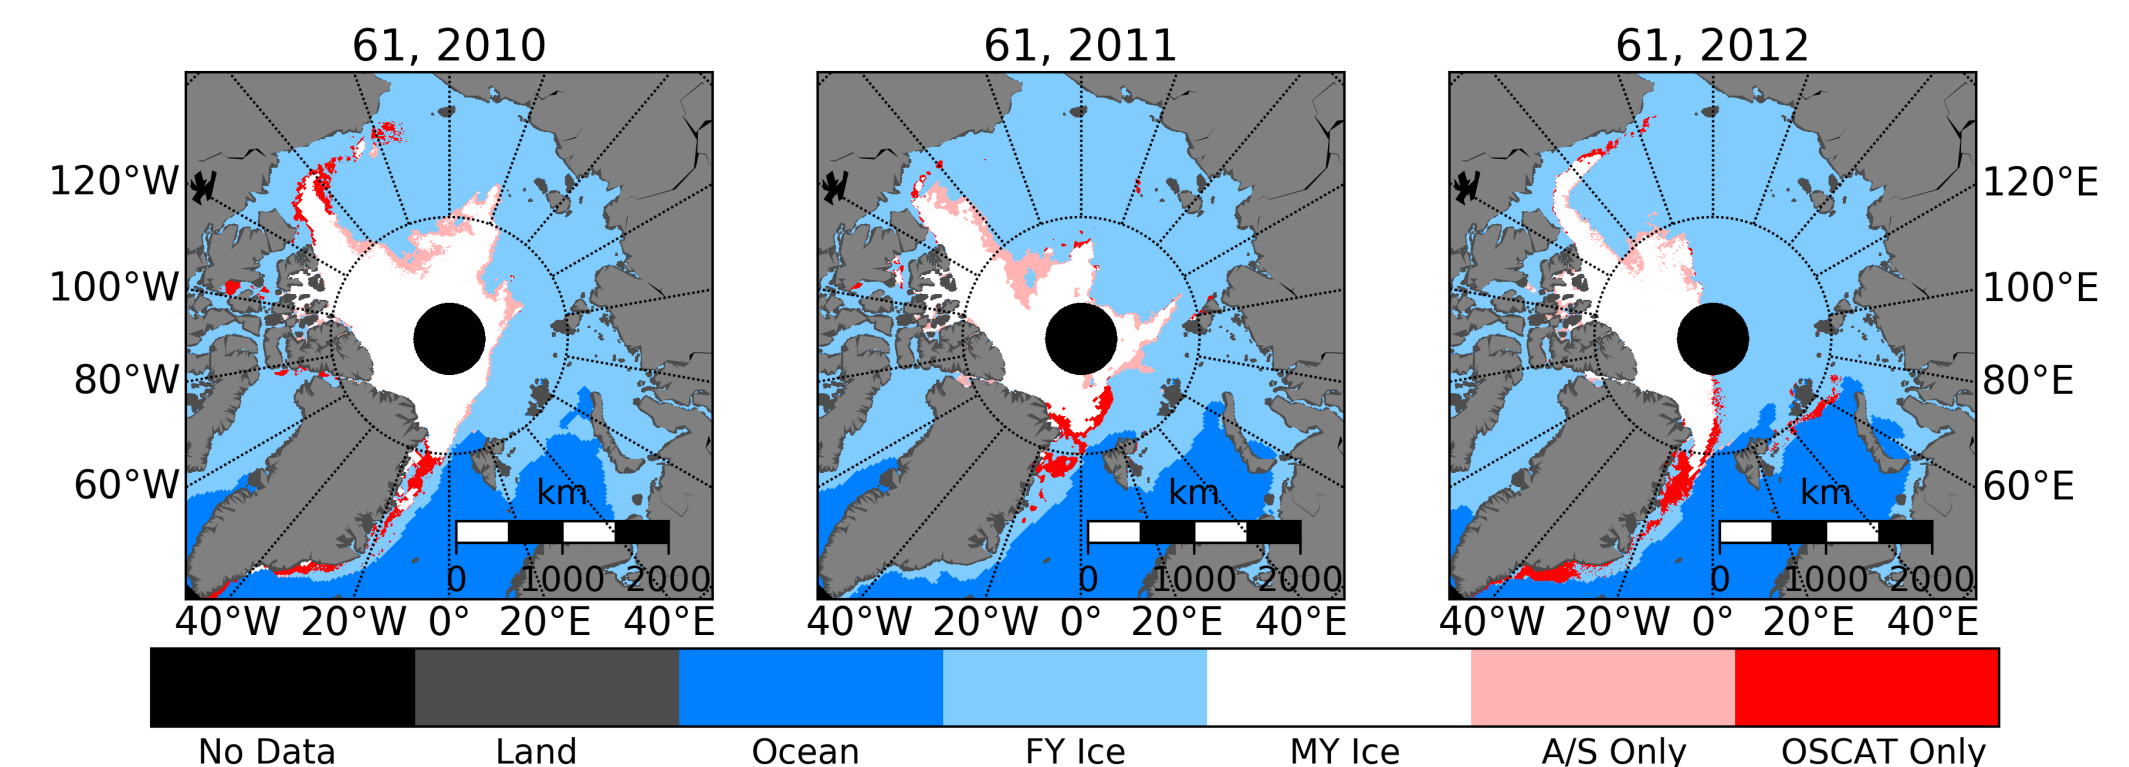 61, 2010
61, 2011
61, 2012
120°W
100°W
80°W
60°W
120°E
100°E
80°E
60°E
km
0 1000 2000
km
0 1000 2000
km
0 1000 2000
40°W 20°W 0° 20°E 40°E
40°W 20°W 0° 20°E 40°E
40°W 20°W 0° 20°E 40°E
No Data
Land
Ocean
FY Ice
MY Ice
A/S Only
OSCAT Only